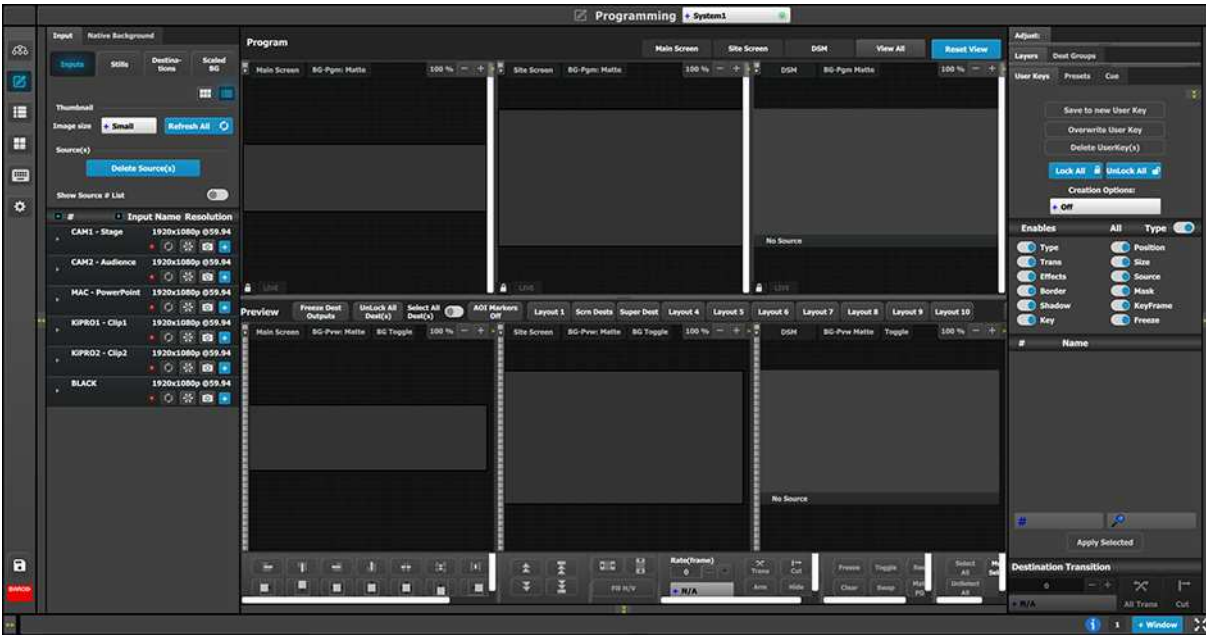 Programming + System1
Input Native Background
Inputs Stills Destina- Scaled
tions BG
Thumbnail
Image size + Small Refresh All
Source(s)
Delete Source(s)
Show Source # List
# Input Name Resolution
CAM1 - Stage 1920x1080p @59.94
CAM2 - Audience 1920x1080p @59.94
MAC - PowerPoint 1920x1080p @59.94
KiPRO1 - Clip1 1920x1080p @59.94
KiPRO2 - Clip2 1920x1080p @59.94
BLACK 1920x1080p @59.94
BARCO
Program
Main Screen Site Screen DSM View All Reset View
Main Screen BG-Pgm: Matte 100 % - +
Site Screen BG-Pgm: Matte 100 % - +
DSM BG-Pgm Matte 100 % - +
No Source
LIVE LIVE LIVE
Preview Freeze Dest UnLock All Select All AOI Markers Layout 1 Scrn Dests Super Dest Layout 4 Layout 5 Layout 6 Layout 7 Layout 8 Layout 9 Layout 10
Outputs Dest(s) Dest(s) Off
Main Screen BG-Prvw: Matte BG Toggle 100 % - +
Site Screen BG-Prvw: Matte BG Toggle 100 % - +
DSM BG-Pvw Matte Toggle 100 % - +
No Source
Fill H/V
Rate(frame)
0
+ N/A
Trans Cut
Arm Hide
Freeze Toggle
Clear Swap
Select
All
UnSelect
All
Adjust:
Layers Dest Groups
User Keys Presets Cue
Save to new User Key
Overwrite User Key
Delete UserKey(s)
Lock All UnLock All
Creation Options:
+ Off
Enables All Type
Type Position
Trans Size
Effects Source
Border Mask
Shadow KeyFrame
Key Freeze
# Name
#
Apply Selected
Destination Transition
0 - +
+ N/A All Trans Cut
1 + Window